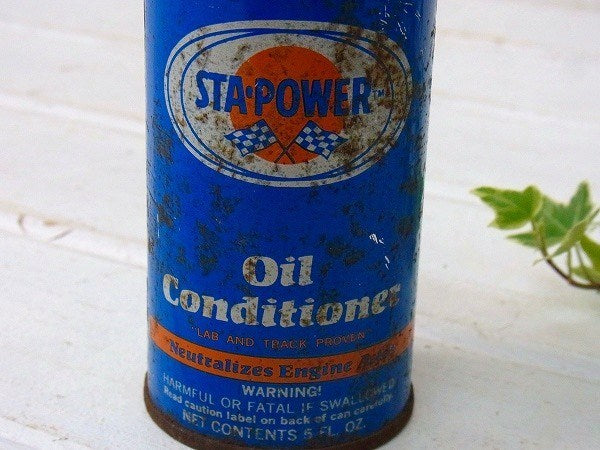 STA·POWER™
Oil
Conditioner
"LAB AND TRACK PROVEN"
Neutralizes Engine
WARNING!
HARMFUL OR FATAL IF SWALLOWED
Read caution label on back of can carefully.
NET CONTENTS 5 FL. OZ.